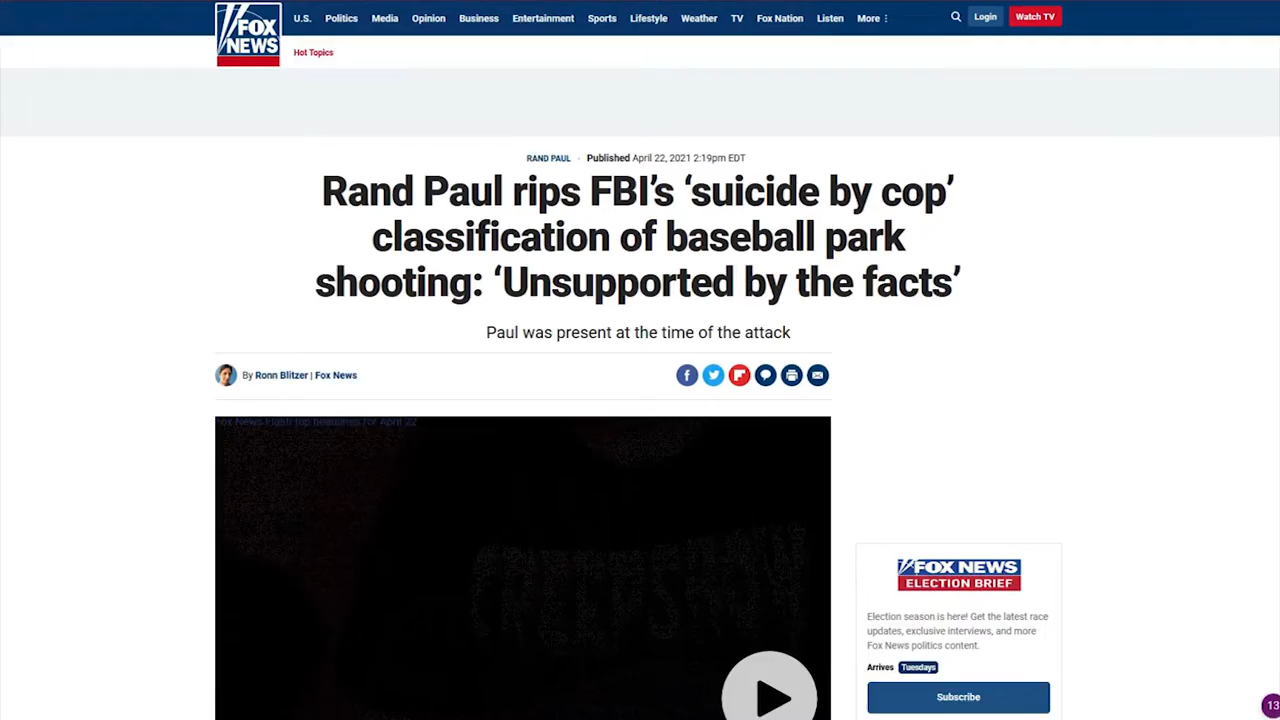 FOX
NEWS
U.S. Politics Media Opinion Business Entertainment Sports Lifestyle Weather TV Fox Nation Listen More
Login
Watch TV
Hot Topics
RAND PAUL · Published April 22, 2021 2:19pm EDT
Rand Paul rips FBI’s ‘suicide by cop’
classification of baseball park
shooting: ‘Unsupported by the facts’
Paul was present at the time of the attack
By Ronn Blitzer | Fox News
Fox News Flash top headlines for April 22
FOX NEWS
ELECTION BRIEF
Election season is here! Get the latest race
updates, exclusive interviews, and more
Fox News politics content.
Arrives Tuesdays
Subscribe
13